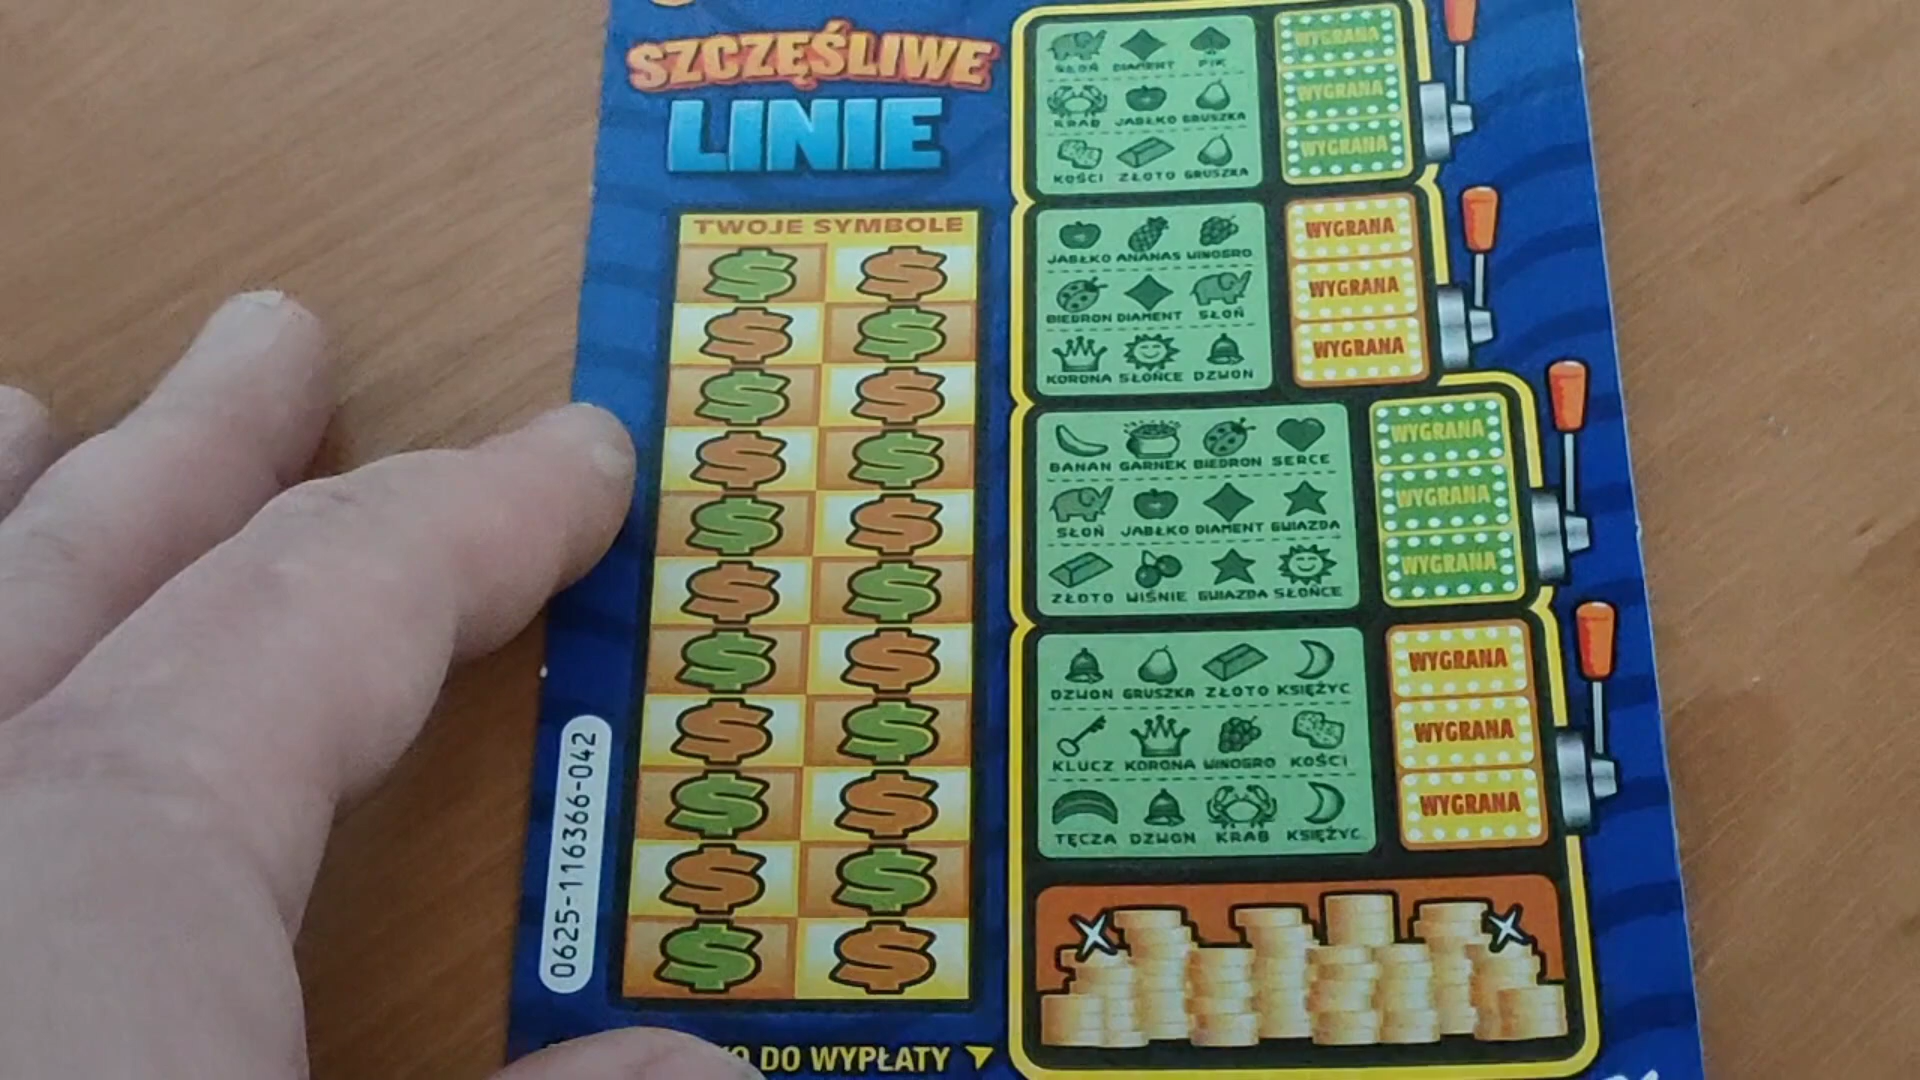 SZCZĘŚLIWE
LINIE
TWOJE SYMBOLE
0625-116366-042
DO WYPŁATY
SŁOŃ DIAMENT PIK
KRAB JABŁKO GRUSZKA
KOŚCI ZŁOTO GRUSZKA
WYGRANA
WYGRANA
WYGRANA
JABŁKO ANANAS WINOGRO
BIEDRON DIAMENT SŁOŃ
KORONA SŁOŃCE DZWON
WYGRANA
WYGRANA
WYGRANA
BANAN GARNEK BIEDRON SERCE
SŁOŃ JABŁKO DIAMENT GWIAZDA
ZŁOTO WIŚNIE GWIAZDA SŁOŃCE
WYGRANA
WYGRANA
WYGRANA
DZWON GRUSZKA ZŁOTO KSIĘŻYC
KLUCZ KORONA WINOGRO KOŚCI
TĘCZA DZWON KRAB KSIĘŻYC
WYGRANA
WYGRANA
WYGRANA